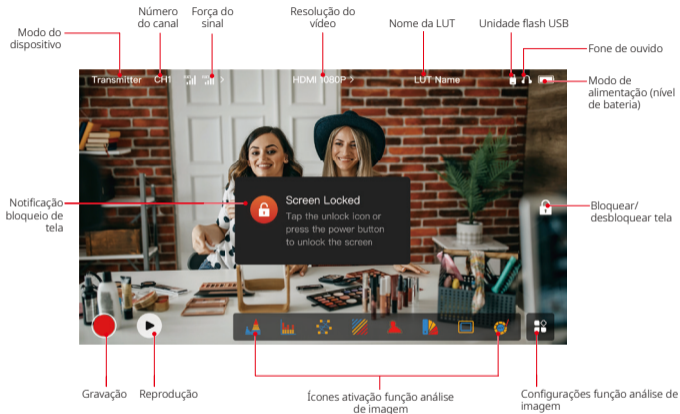 Modo do
dispositivo
Número
do canal
Força do
sinal
Resolução do
vídeo
Nome da LUT
Unidade flash USB
Fone de ouvido
Modo de
alimentação (nível
de bateria)
Transmitter
CH1
HDMI 1080P
LUT Name
Notificação
bloqueio de
tela
Screen Locked
Tap the unlock icon or
press the power button
to unlock the screen
Bloquear/
desbloquear tela
Gravação
Reprodução
Ícones ativação função análise
de imagem
Configurações função análise de
imagem